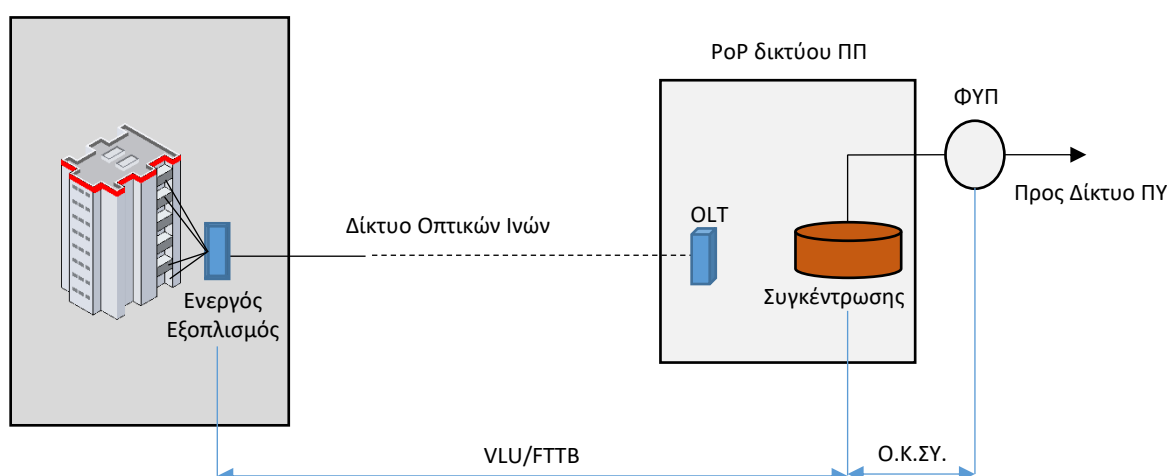 PoP δικτύου ΠΠ
ΦΥΠ
Προς Δίκτυο ΠΥ
Δίκτυο Οπτικών Ινών
OLT
Ενεργός
Εξοπλισμός
Συγκέντρωσης
VLU/FTTB
Ο.Κ.ΣΥ.